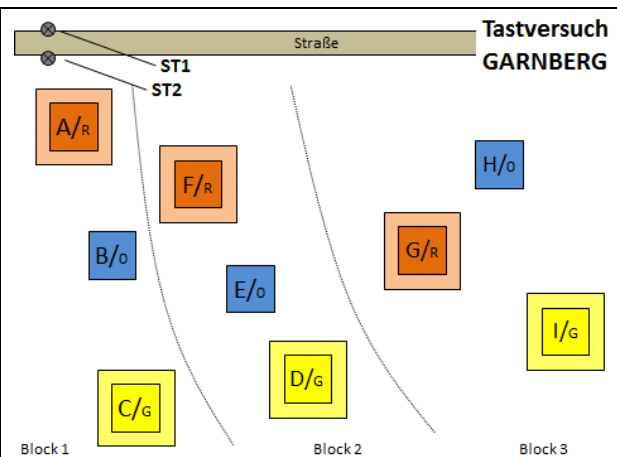 Tastversuch
GARNBERG
Straße
ST1
ST2
A/R
F/R
H/0
B/0
G/R
E/0
I/G
D/G
C/G
Block 1
Block 2
Block 3